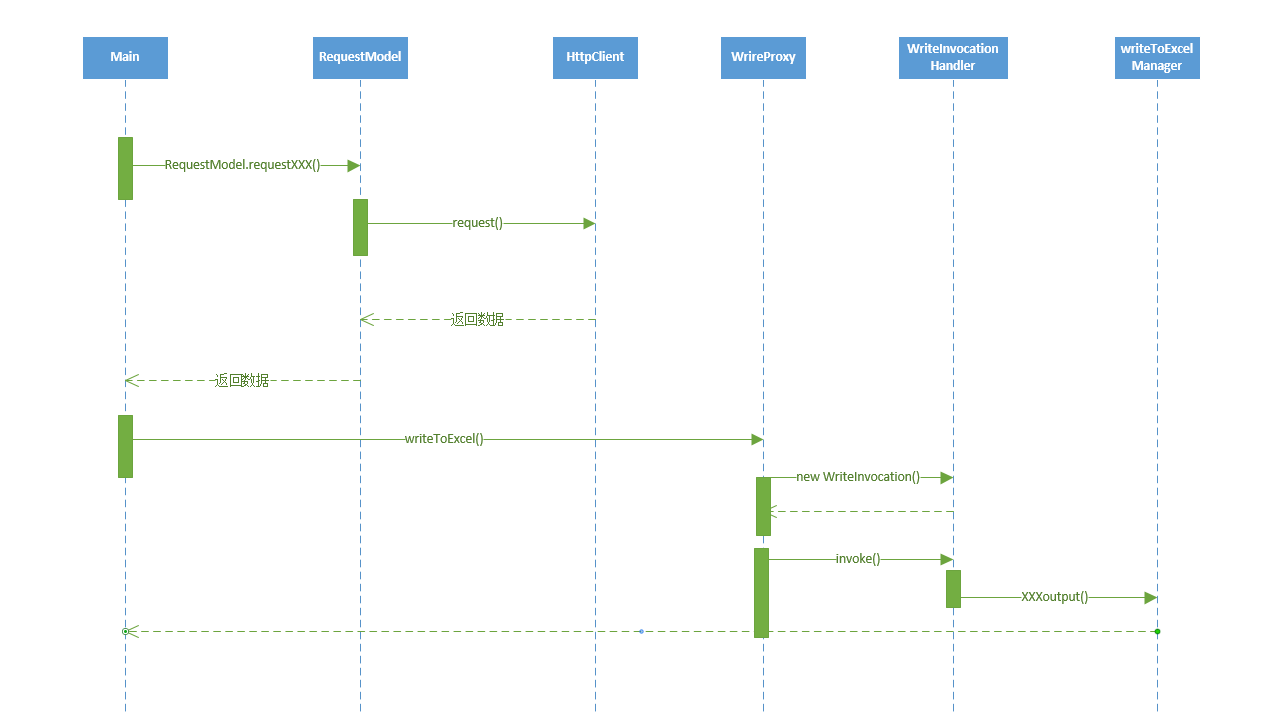 Main
RequestModel
HttpClient
WrireProxy
WriteInvocation
Handler
writeToExcel
Manager
RequestModel.requestXXX()
request()
返回数据
返回数据
writeToExcel()
new WriteInvocation()
invoke()
XXXoutput()